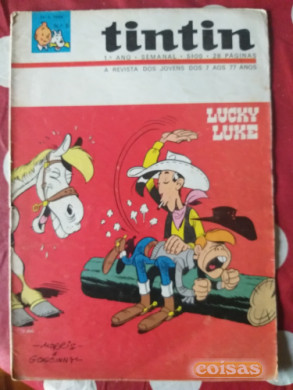 tintin
1.º ANO - SEMANAL - 5$00 - 28 PÁGINAS
A REVISTA DOS JOVENS DOS 7 AOS 77 ANOS
LUCKY
LUKE
MORRIS
&
GOSCINNY
coisas